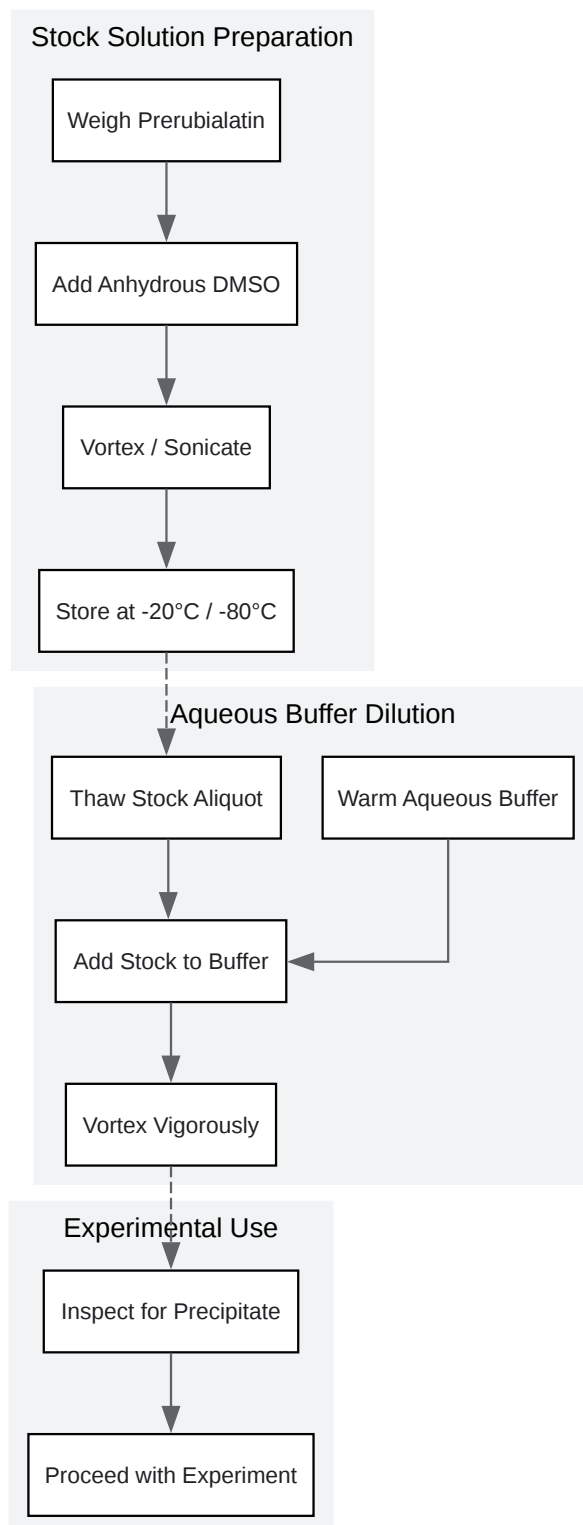 Stock Solution Preparation
Weigh Prerubialatin
Add Anhydrous DMSO
Vortex / Sonicate
Store at -20°C / -80°C
Aqueous Buffer Dilution
Thaw Stock Aliquot
Warm Aqueous Buffer
Add Stock to Buffer
Vortex Vigorously
Experimental Use
Inspect for Precipitate
Proceed with Experiment